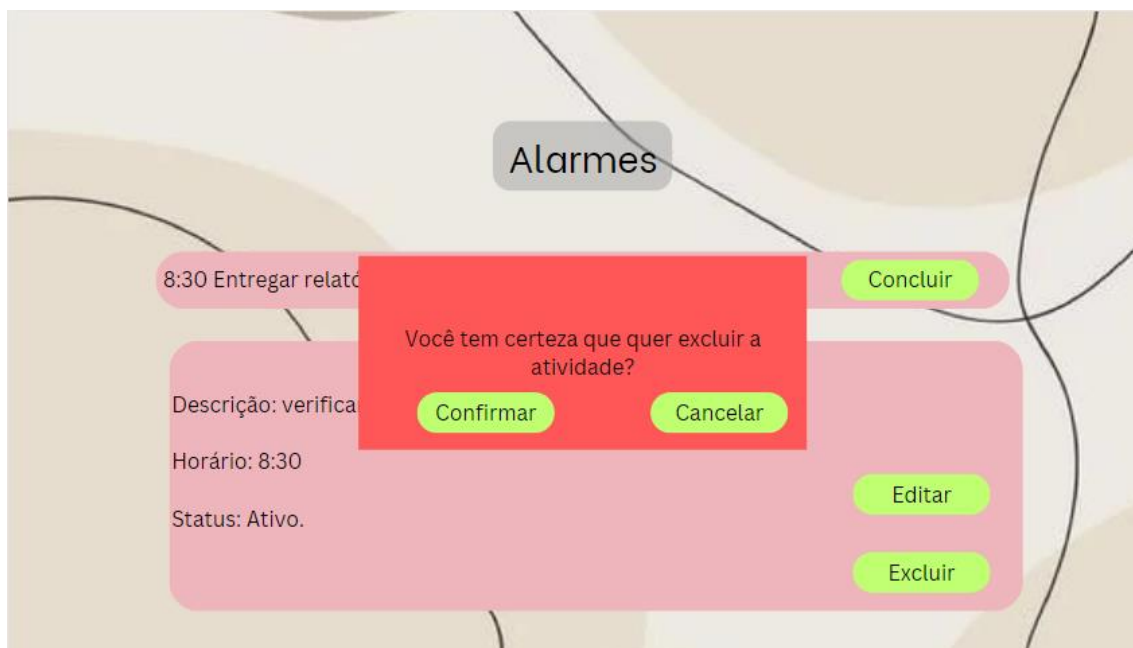 Alarmes
8:30 Entregar relató
Concluir
Você tem certeza que quer excluir a
atividade?
Confirmar
Cancelar
Descrição: verifica
Horário: 8:30
Editar
Status: Ativo.
Excluir